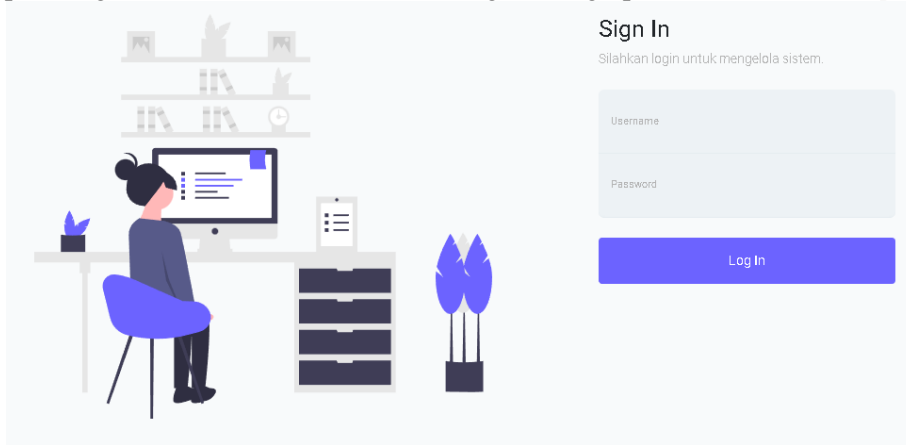 Sign In
Silahkan login untuk mengelola sistem.
Username
Password
Log In